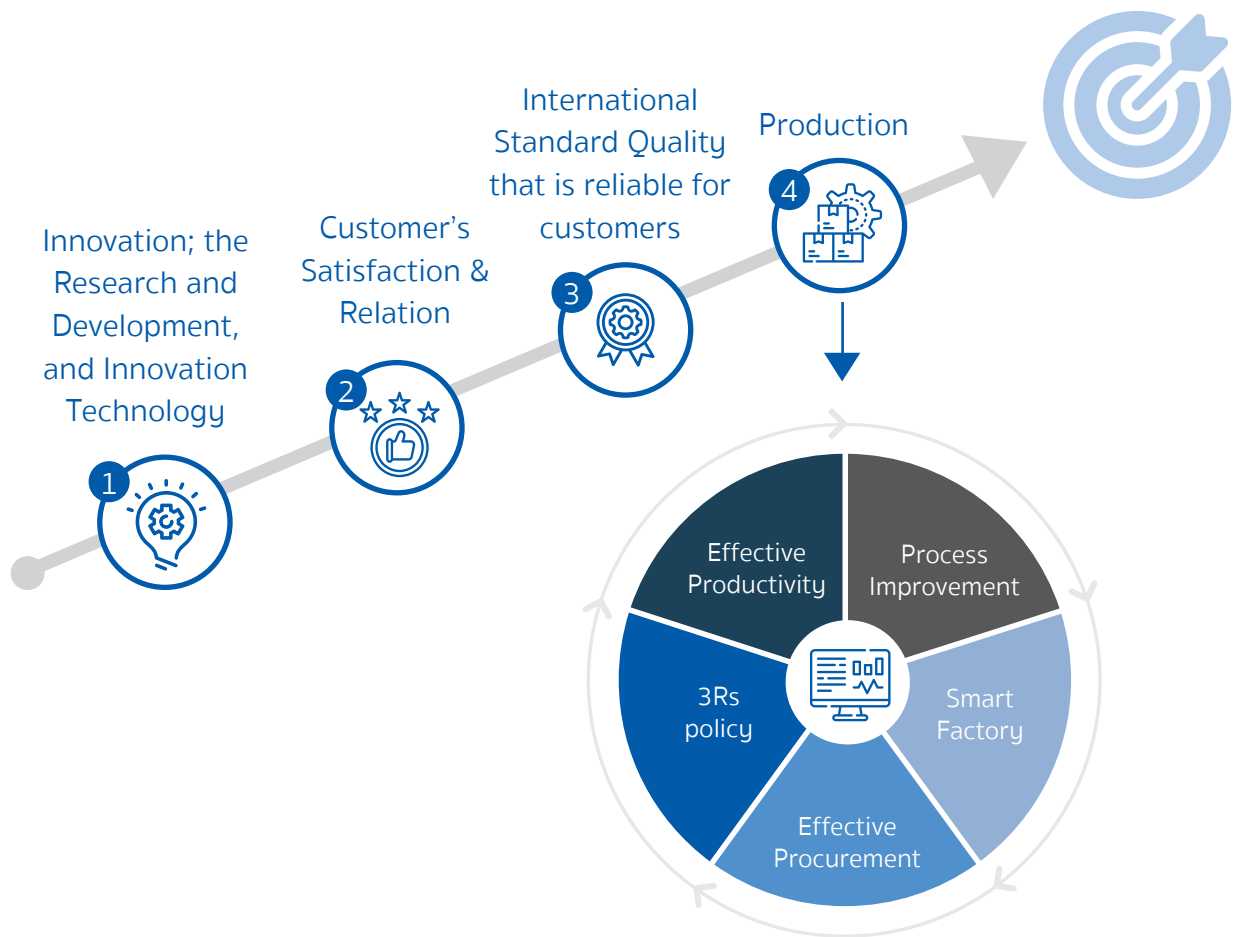 Innovation; the
Research and
Development,
and Innovation
Technology
1
Customer’s
Satisfaction &
Relation
2
International
Standard Quality
that is reliable for
customers
3
Production
4
Effective
Productivity
Process
Improvement
Smart
Factory
Effective
Procurement
3Rs
policy